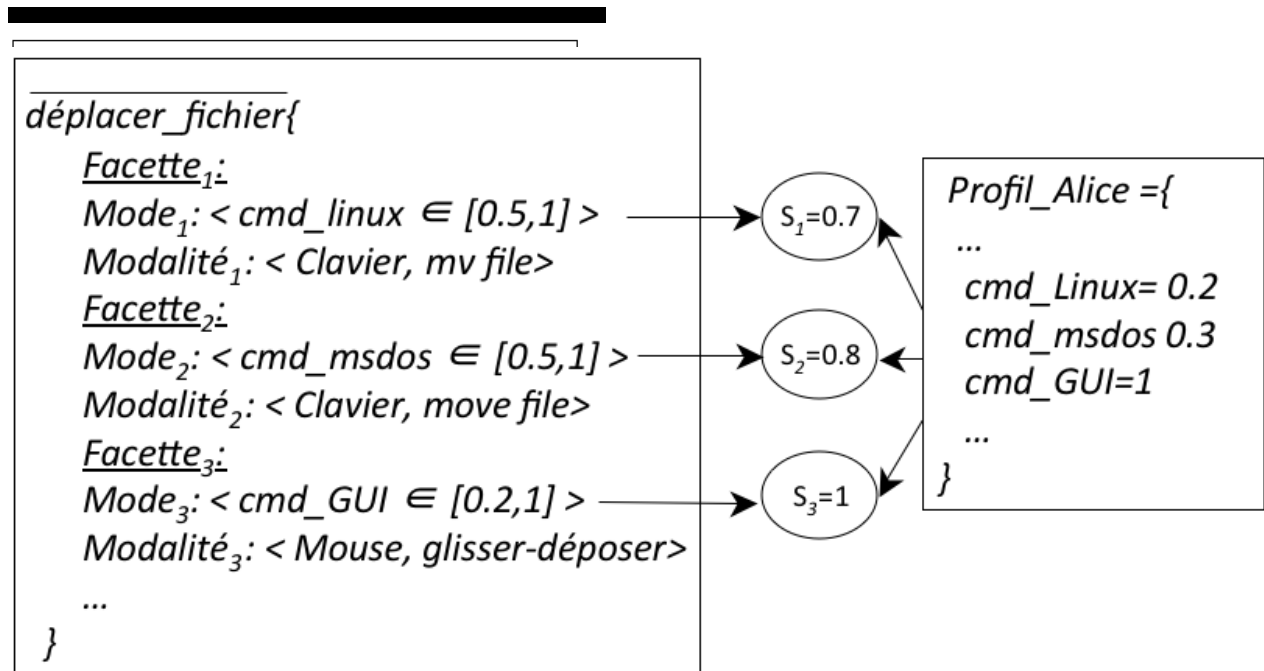 déplacer_fichier{
Facette₁:
Mode₁: < cmd_linux ∈ [0.5,1] >
Modalité₁: < Clavier, mv file>
Facette₂:
Mode₂: < cmd_msdos ∈ [0.5,1] >
Modalité₂: < Clavier, move file>
Facette₃:
Mode₃: < cmd_GUI ∈ [0.2,1] >
Modalité₃: < Mouse, glisser-déposer>
...
}
S₁=0.7
S₂=0.8
S₃=1
Profil_Alice ={
...
cmd_Linux= 0.2
cmd_msdos 0.3
cmd_GUI=1
...
}